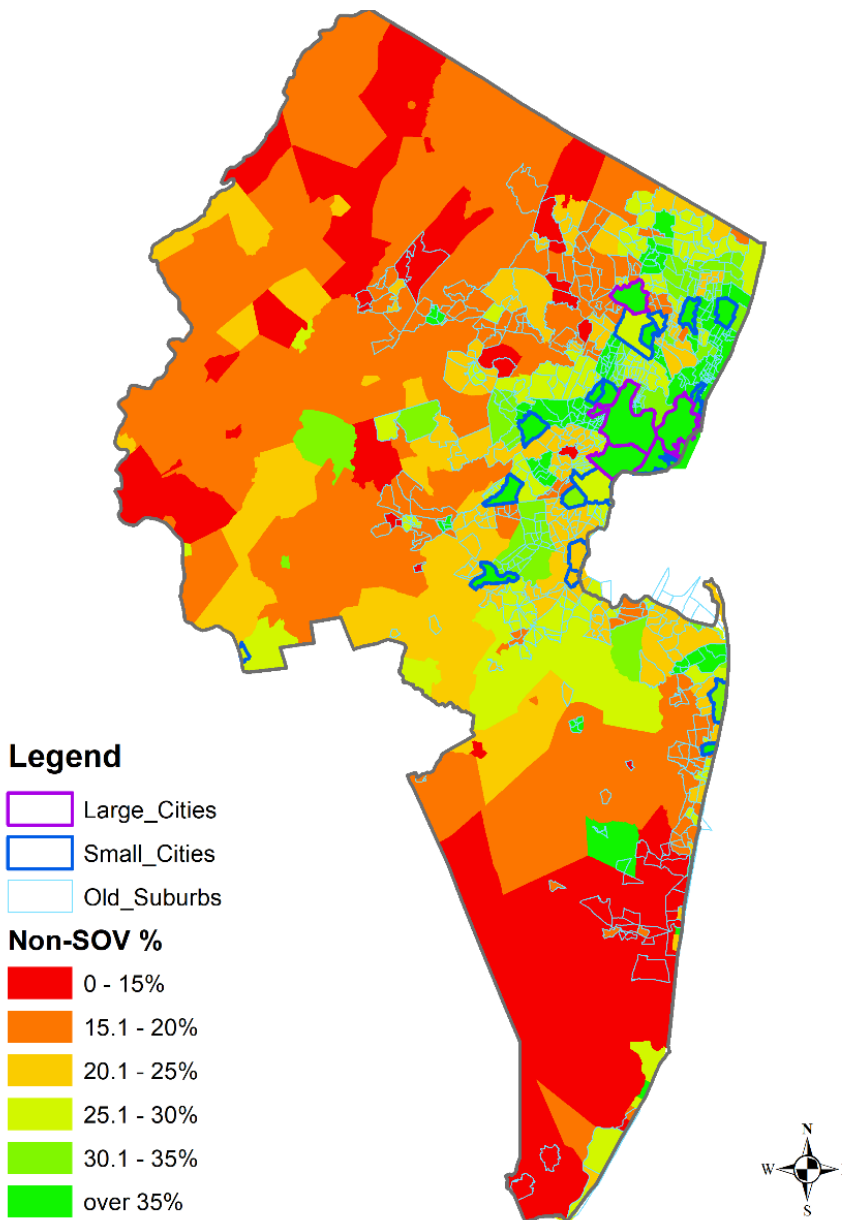 Legend
Large_Cities
Small_Cities
Old_Suburbs
Non-SOV %
0 - 15%
15.1 - 20%
20.1 - 25%
25.1 - 30%
30.1 - 35%
over 35%
N
W
S